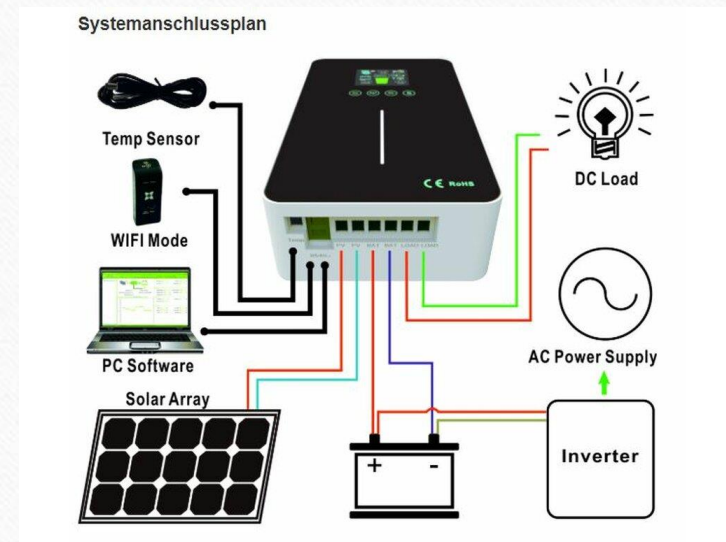 Systemanschlussplan
Temp Sensor
WIFI Mode
PC Software
Solar Array
CE RoHS
PV PV BAT BAT LOAD LOAD
DC Load
AC Power Supply
Inverter
+ -